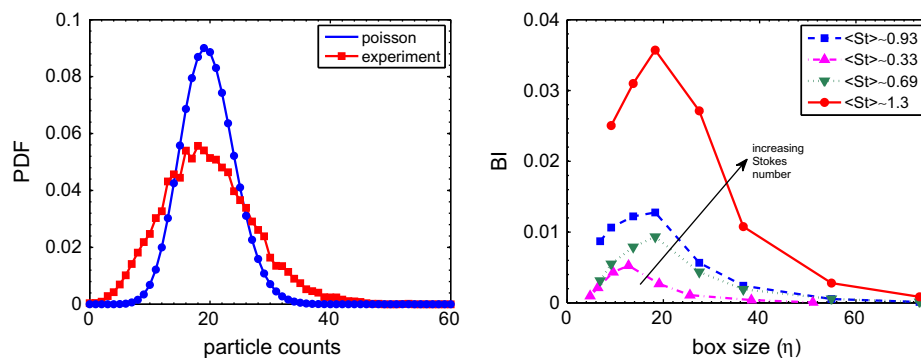 0.1
0.08
0.06
0.04
0.02
0
PDF
0 20 40 60
particle counts
poisson
experiment
0.04
0.03
0.02
0.01
0
BI
0 20 40 60
box size (η)
<St>~0.93
<St>~0.33
<St>~0.69
<St>~1.3
increasing
Stokes
number